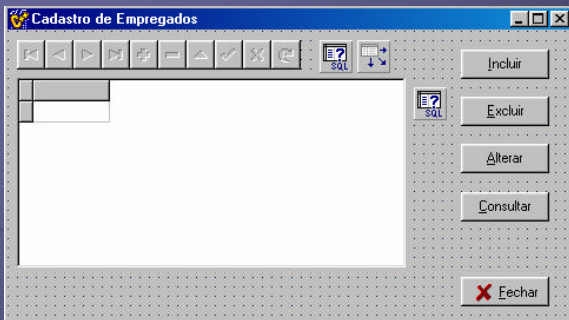 Cadastro de Empregados
SQL
Incluir
SQL
Excluir
Alterar
Consultar
Fechar